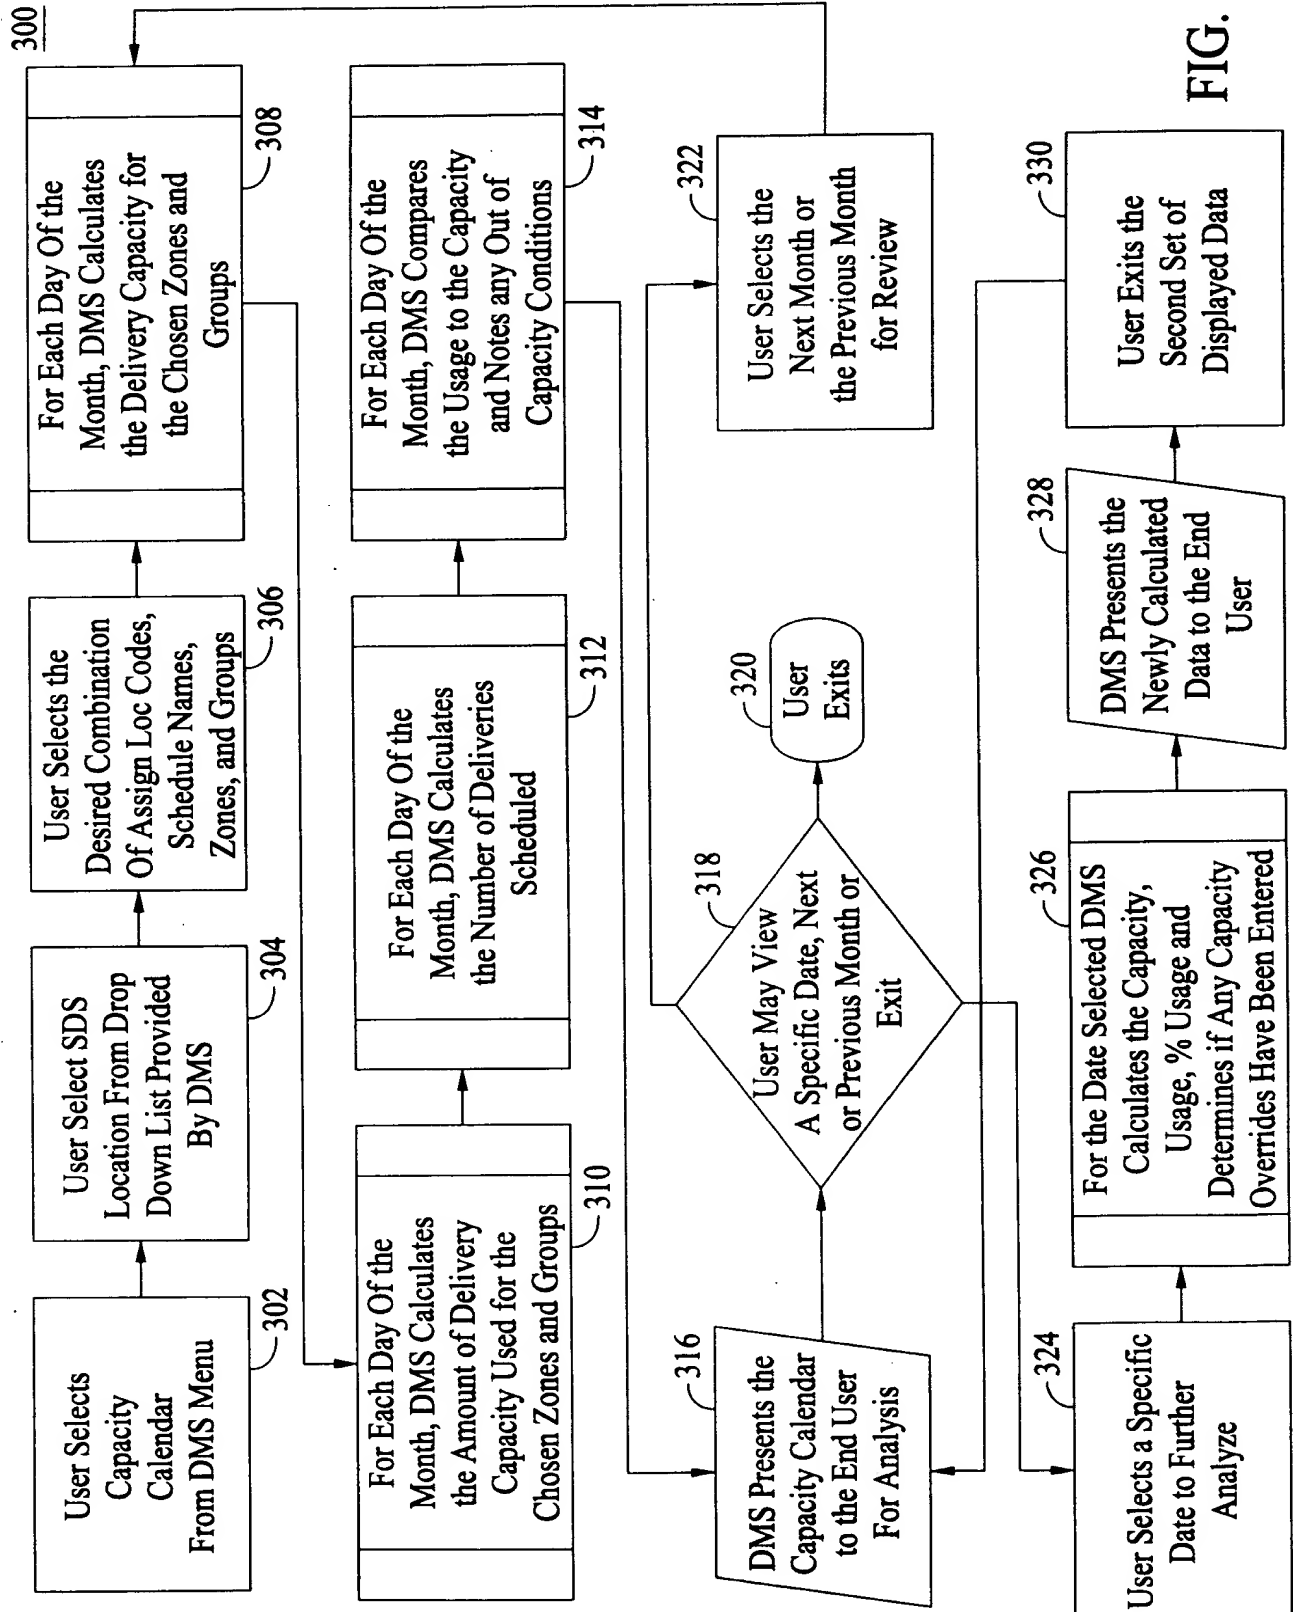 300
User Selects
Capacity
Calendar
From DMS Menu
302
User Select SDS
Location From Drop
Down List Provided
By DMS
304
User Selects the
Desired Combination
Of Assign Loc Codes,
Schedule Names,
Zones, and Groups
306
For Each Day Of the
Month, DMS Calculates
the Delivery Capacity for
the Chosen Zones and
Groups
308
For Each Day Of the
Month, DMS Calculates
the Amount of Delivery
Capacity Used for the
Chosen Zones and Groups
310
For Each Day Of the
Month, DMS Calculates
the Number of Deliveries
Scheduled
312
For Each Day Of the
Month, DMS Compares
the Usage to the Capacity
and Notes any Out of
Capacity Conditions
314
DMS Presents the
Capacity Calendar
to the End User
For Analysis
316
User May View
A Specific Date, Next
or Previous Month or
Exit
318
User
Exits
320
User Selects the
Next Month or
the Previous Month
for Review
322
User Selects a Specific
Date to Further
Analyze
324
For the Date Selected DMS
Calculates the Capacity,
Usage, % Usage and
Determines if Any Capacity
Overrides Have Been Entered
326
DMS Presents the
Newly Calculated
Data to the End
User
328
User Exits the
Second Set of
Displayed Data
330
FIG.